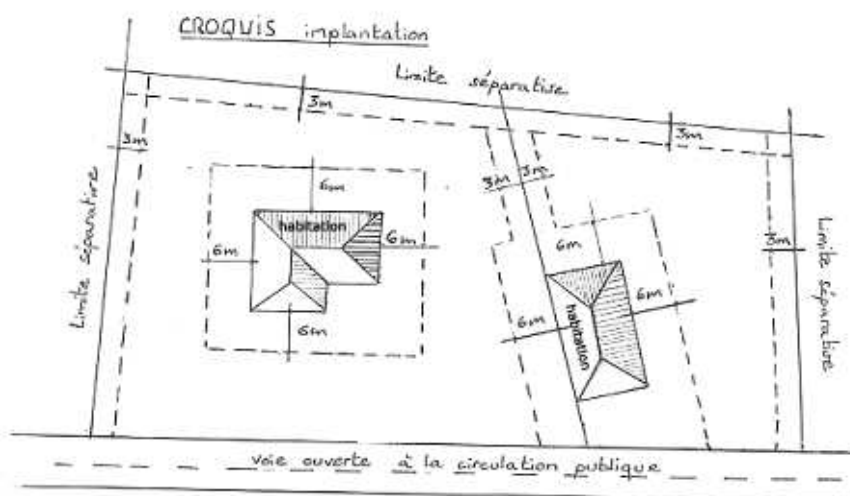 CROQUIS implantation
Limite séparative
3m
3m
3m
3m 3m
3m
Limite séparative
Limite séparative
6m
habitation
6m
6m
6m
6m
6m
6m
habitation
voie ouverte à la circulation publique